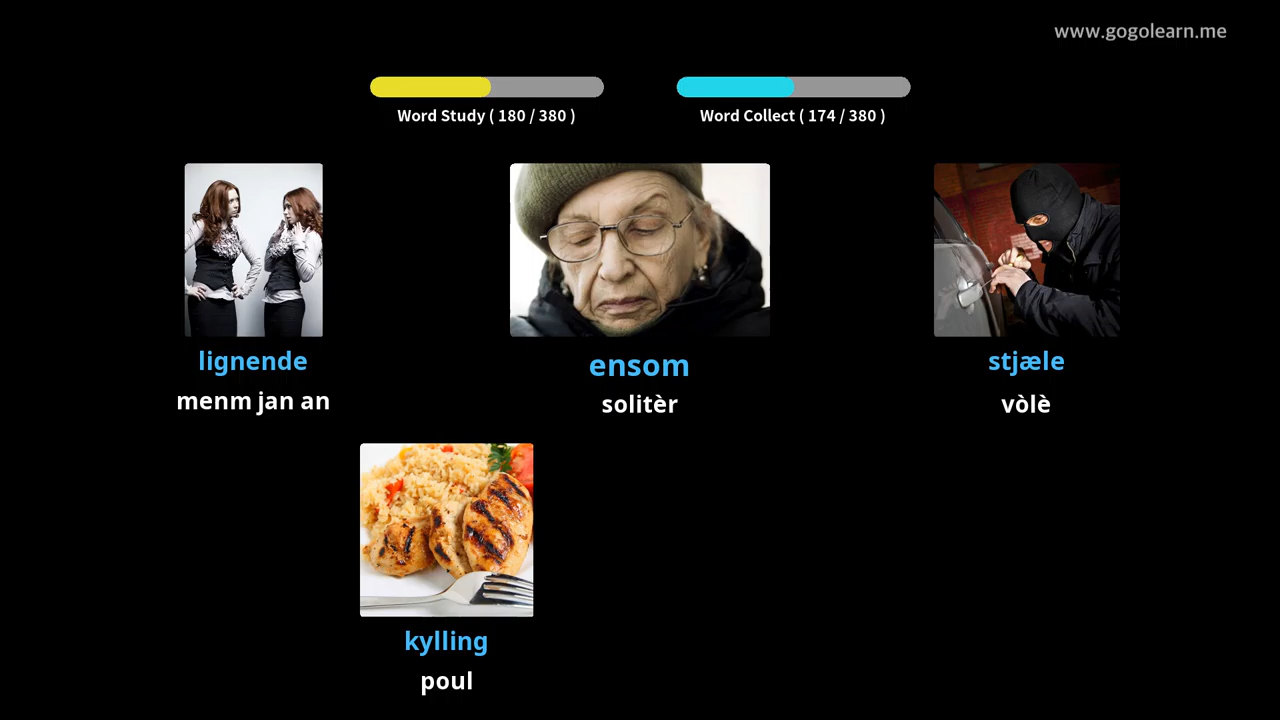 www.gogolearn.me
Word Study ( 180 / 380 )
Word Collect ( 174 / 380 )
lignende
menm jan an
ensom
solitèr
stjæle
vòlè
kylling
poul